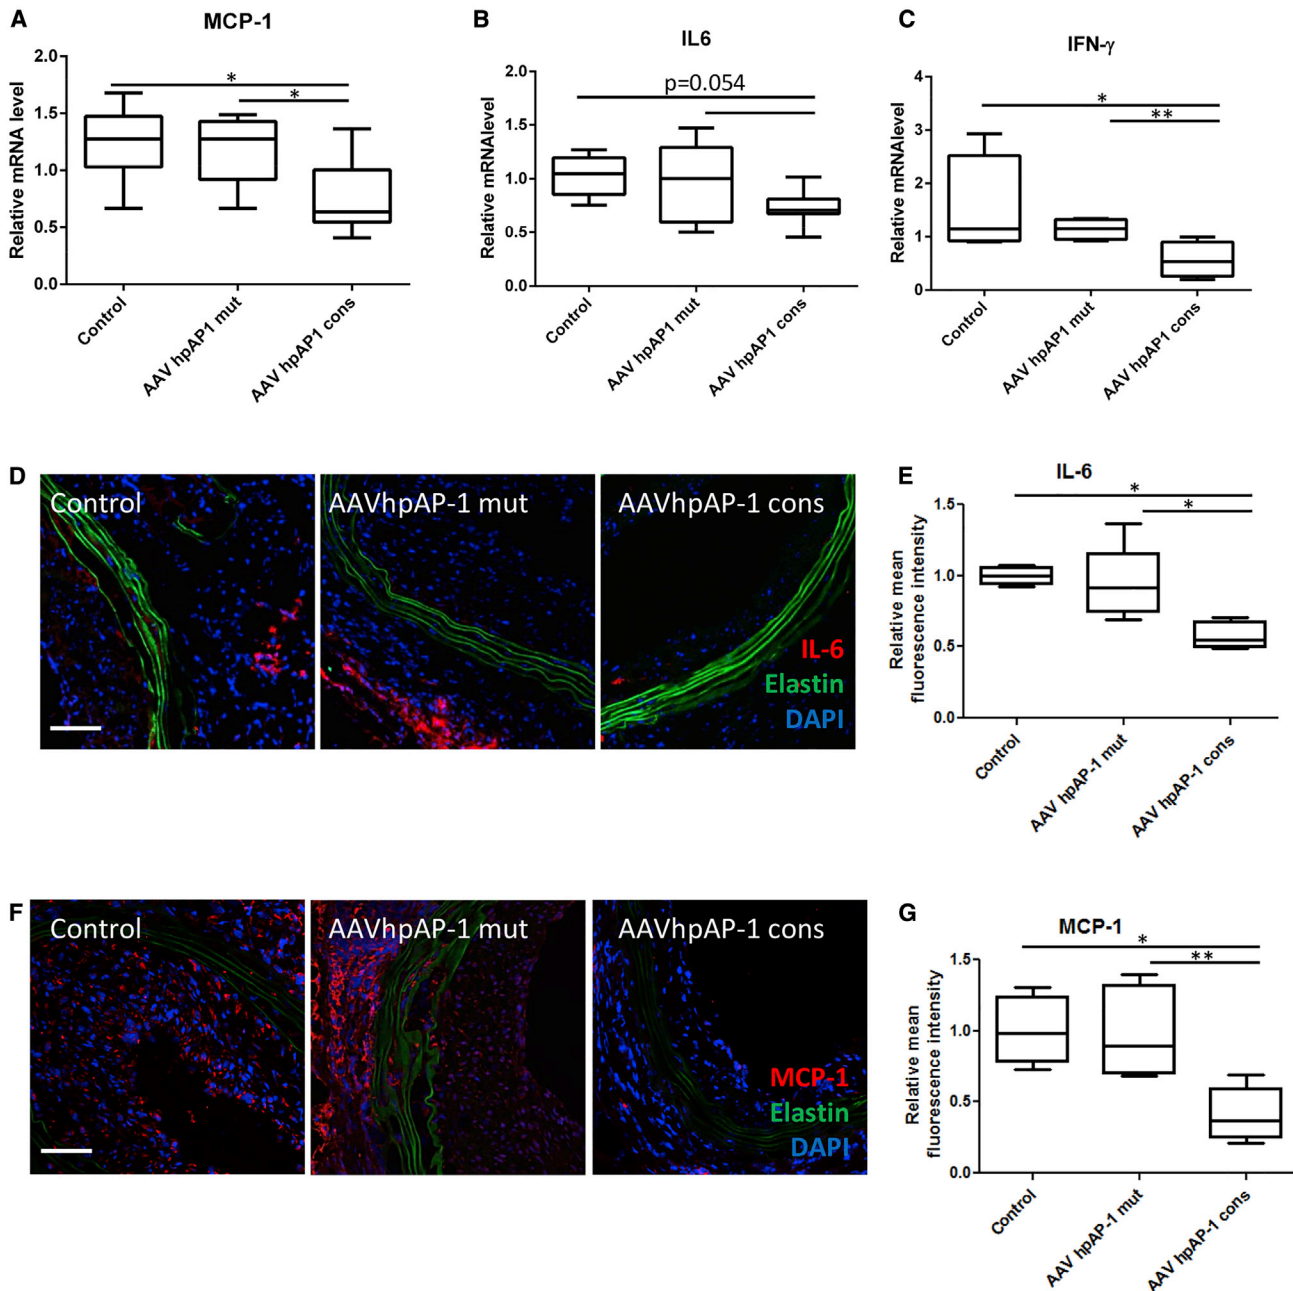 A
MCP-1
Relative mRNA level
2.0
1.5
1.0
0.5
0.0
*
*
Control
AAV hpAP1 mut
AAV hpAP1 cons
B
IL6
Relative mRNAlevel
2.0
1.5
1.0
0.5
0.0
p=0.054
Control
AAV hpAP1 mut
AAV hpAP1 cons
C
IFN-γ
Relative mRNAlevel
4
3
2
1
0
*
**
Control
AAV hpAP1 mut
AAV hpAP1 cons
D
Control
AAVhpAP-1 mut
AAVhpAP-1 cons
IL-6
Elastin
DAPI
E
IL-6
Relative mean
fluorescence intensity
1.5
1.0
0.5
0.0
*
*
Control
AAV hpAP-1 mut
AAV hpAP-1 cons
F
Control
AAVhpAP-1 mut
AAVhpAP-1 cons
MCP-1
Elastin
DAPI
G
MCP-1
Relative mean
fluorescence intensity
1.5
1.0
0.5
0.0
*
**
Control
AAV hpAP-1 mut
AAV hpAP-1 cons